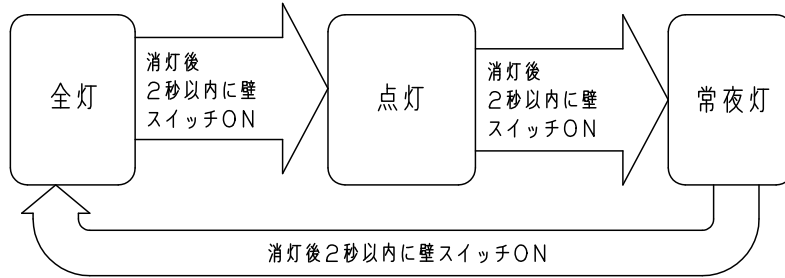 全灯
消灯後
２秒以内に壁
スイッチＯＮ
点灯
消灯後
２秒以内に壁
スイッチＯＮ
常夜灯
消灯後２秒以内に壁スイッチＯＮ